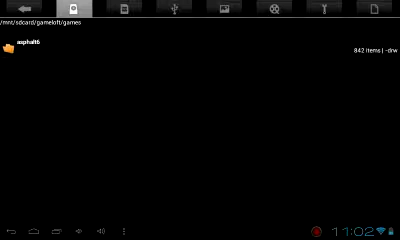 /mnt/sdcard/gameloft/games
asphalt6
842 items | -drw
11:02